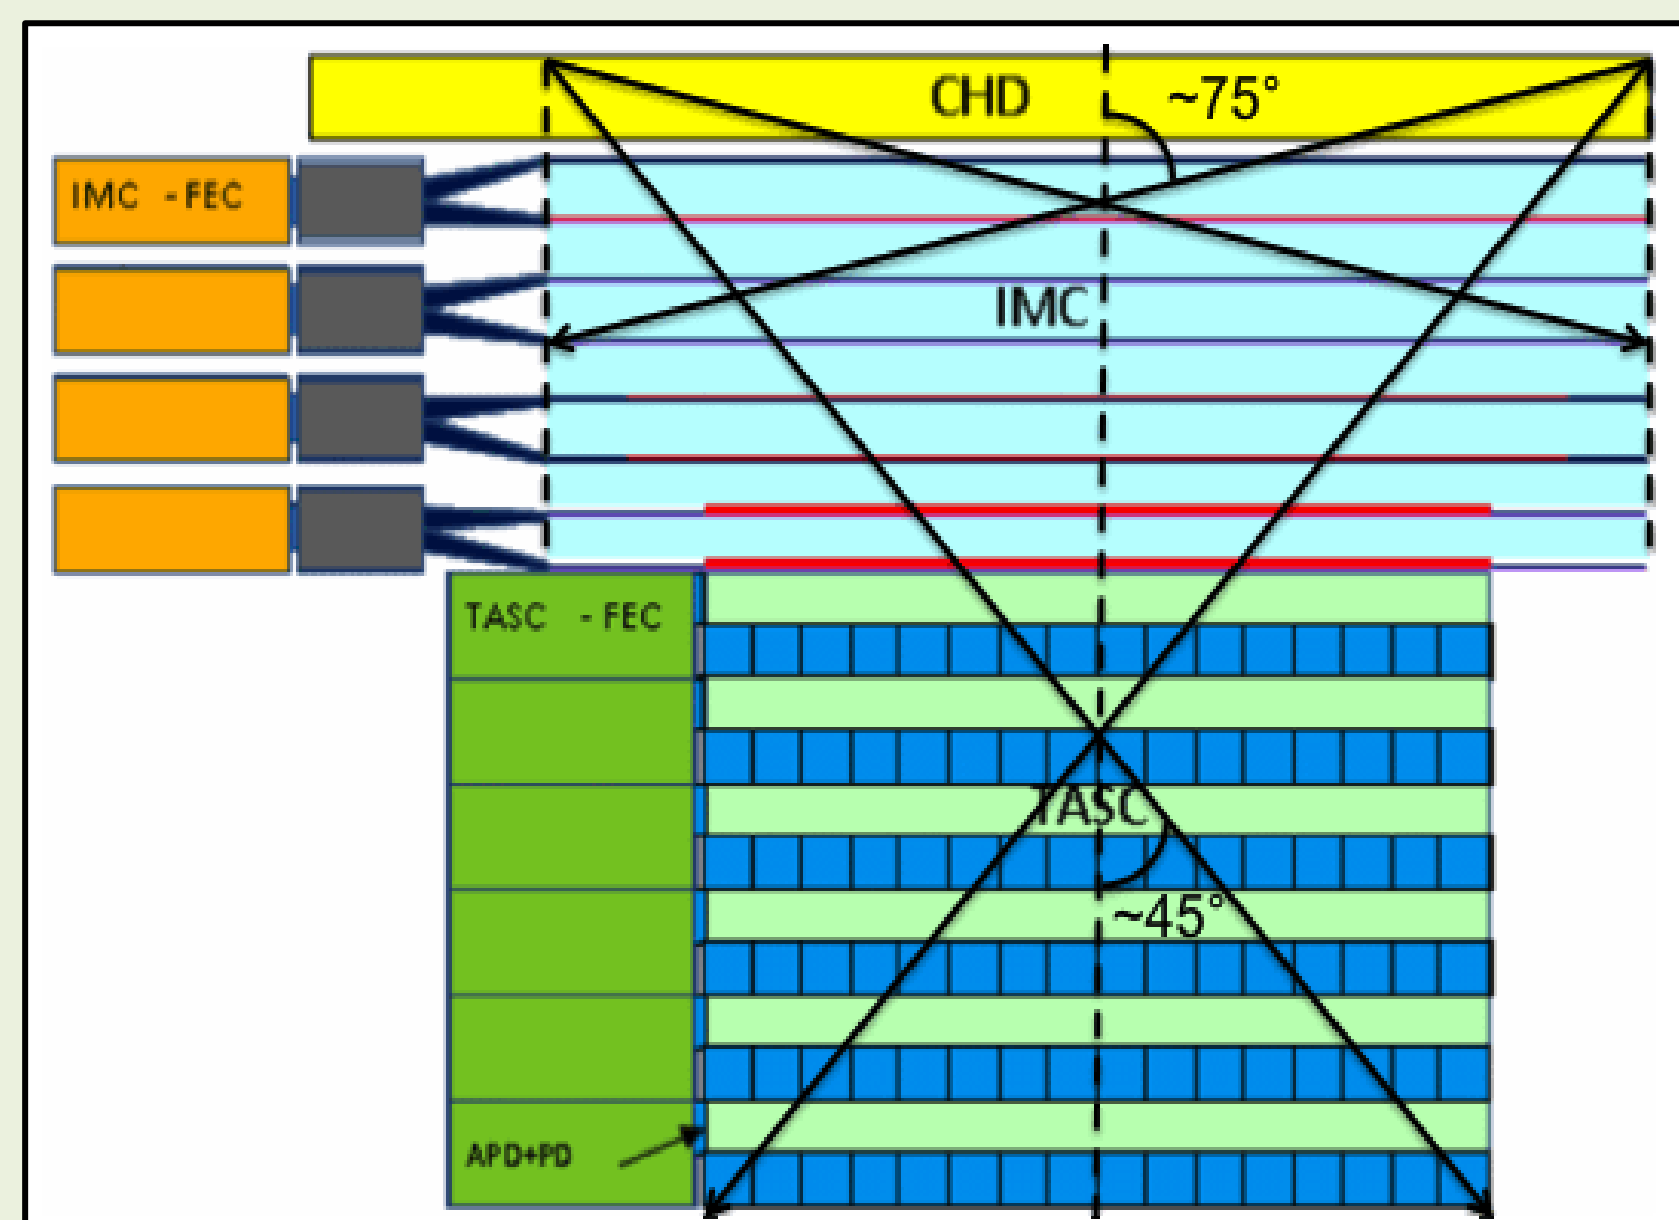 CHD
~75°
IMC - FEC
IMC
TASC - FEC
TASC
~45°
APD+PD